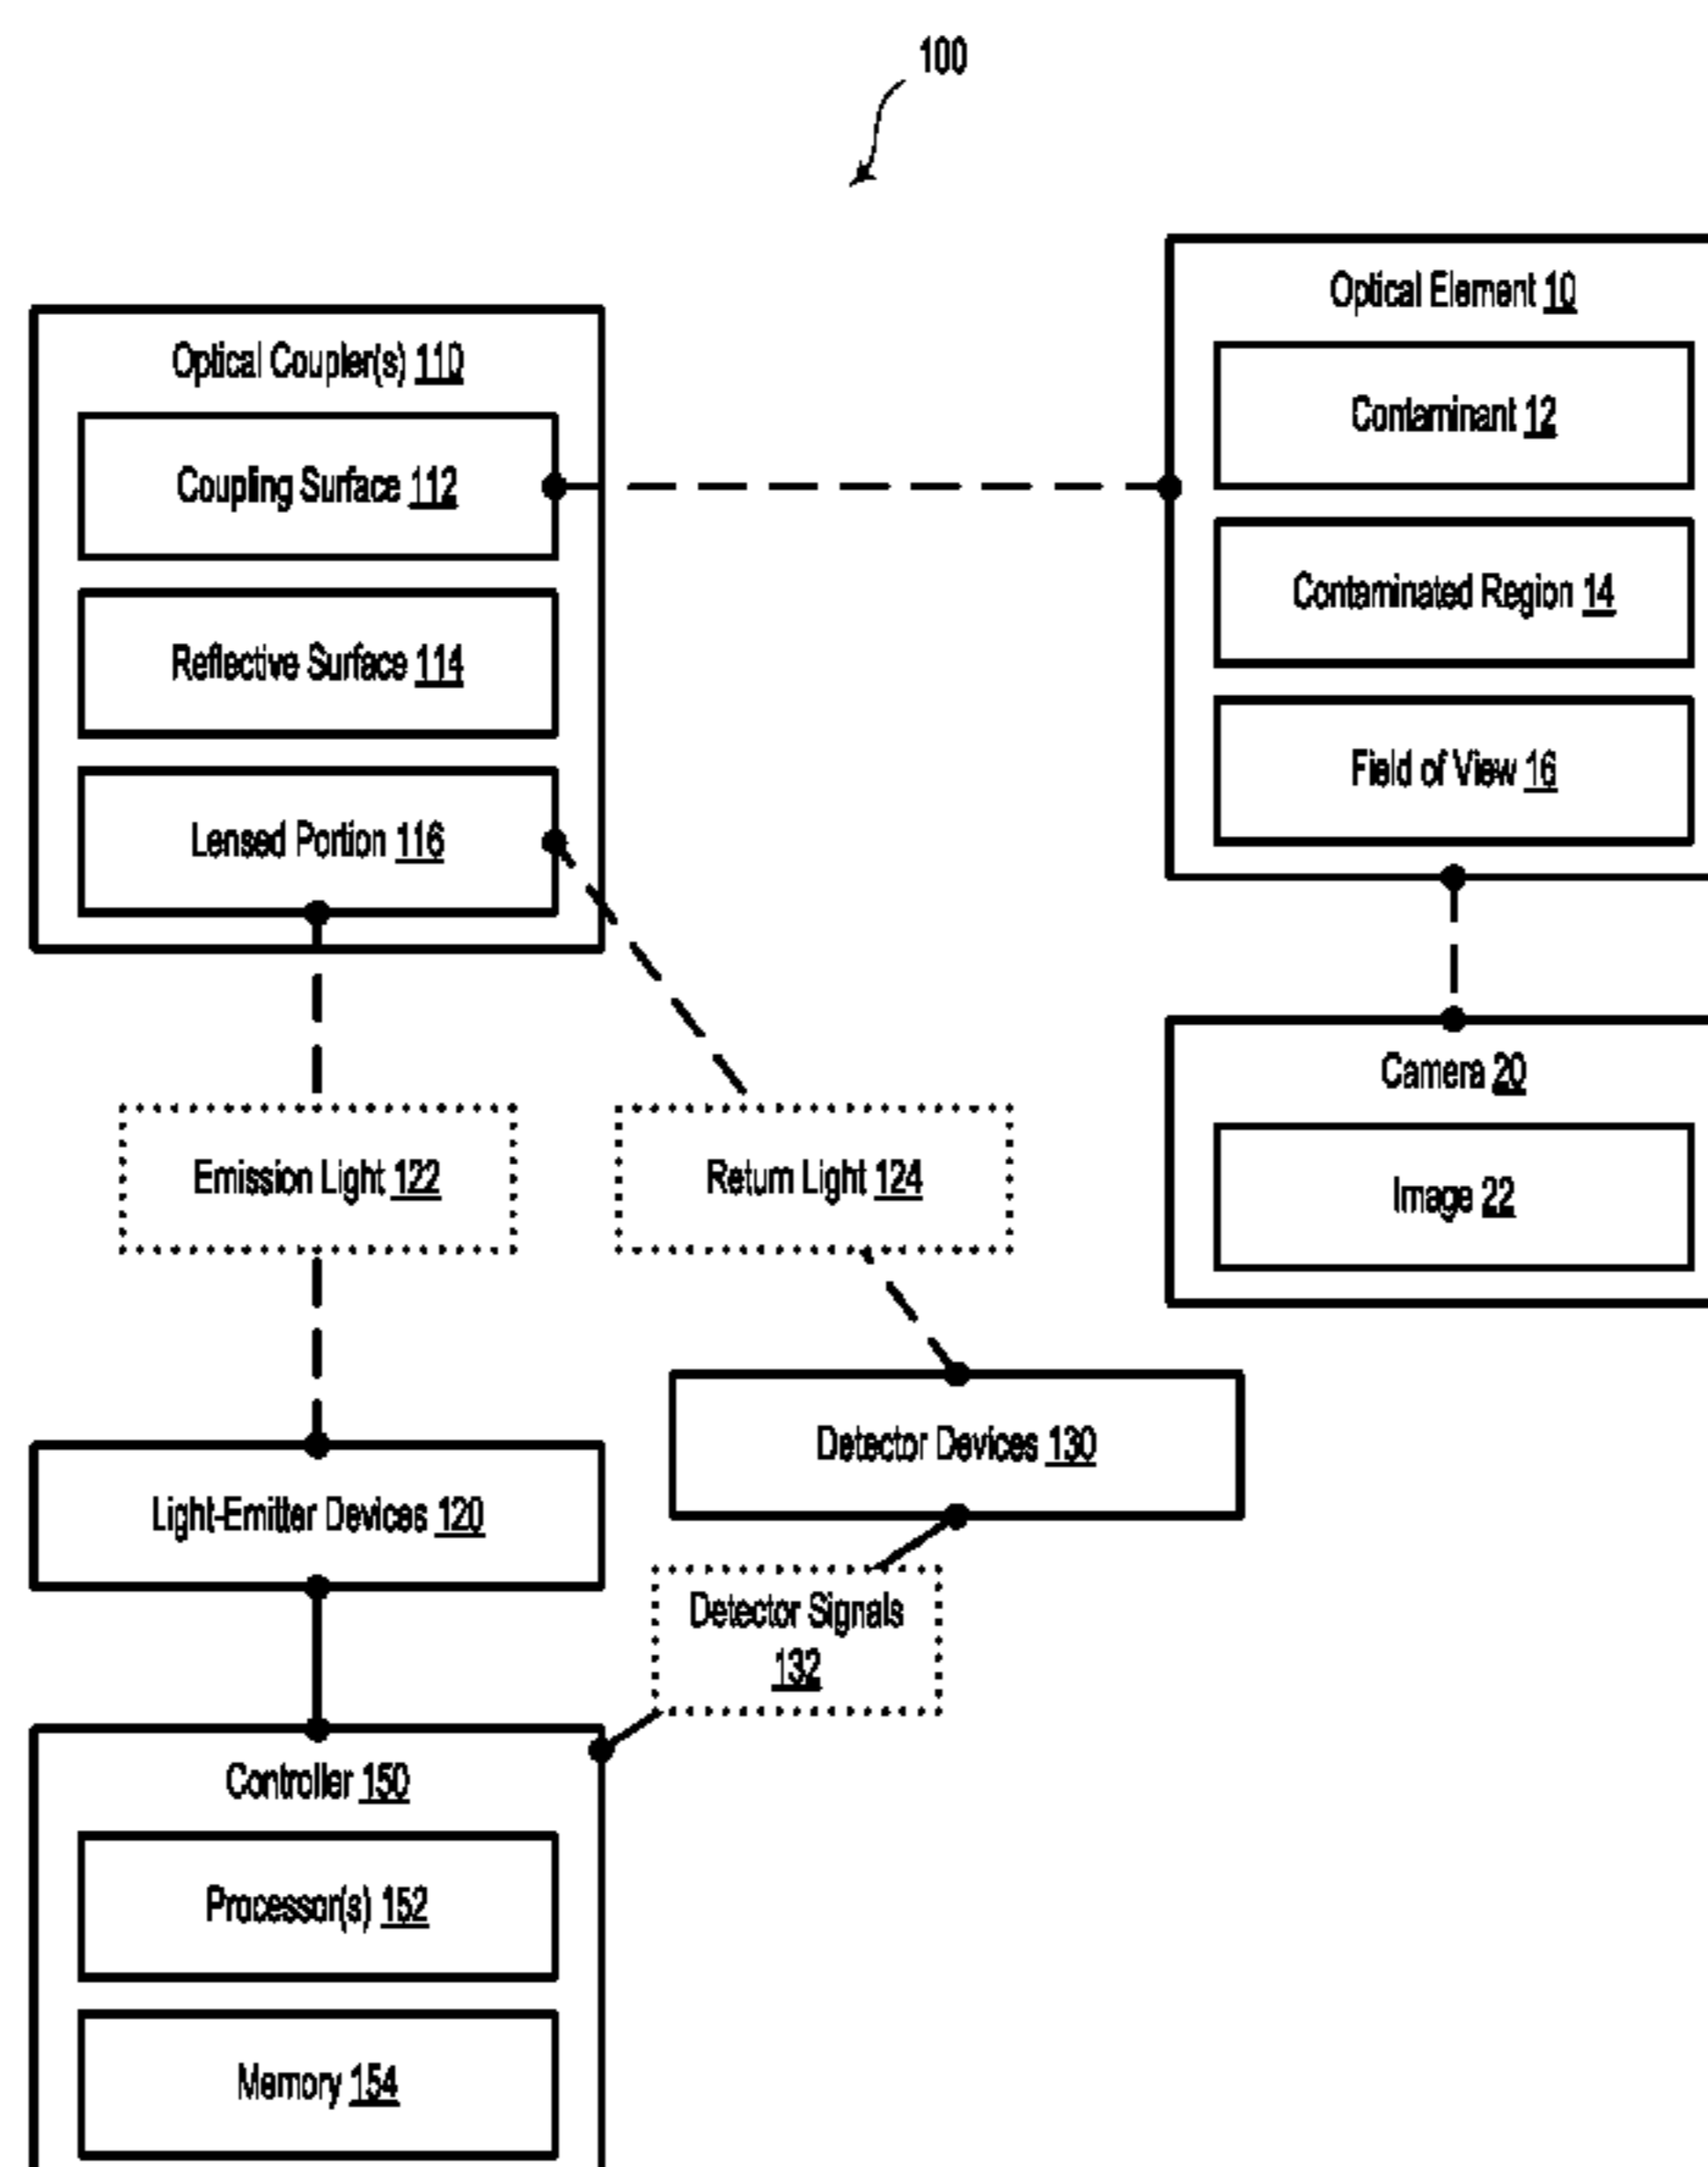 100
Optical Coupler(s) 110
Coupling Surface 112
Reflective Surface 114
Lensed Portion 116
Optical Element 10
Contaminant 12
Contaminated Region 14
Field of View 16
Camera 20
Image 22
Emission Light 122
Return Light 124
Detector Devices 130
Light-Emitter Devices 120
Detector Signals
132
Controller 150
Processor(s) 152
Memory 154